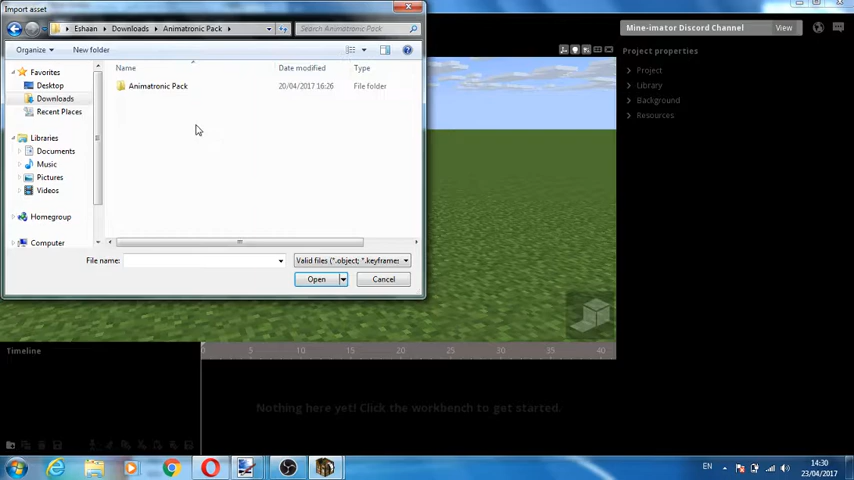 Import asset
Eshaan ▸ Downloads ▸ Animatronic Pack ▸
Search Animatronic Pack
Organize
New folder
Name
Date modified
Type
Animatronic Pack
20/04/2017 16:26
File folder
Favorites
Desktop
Downloads
Recent Places
Libraries
Documents
Music
Pictures
Videos
Homegroup
Computer
File name:
Valid files (*.object; *.keyframes
Open
Cancel
Mine-imator Discord Channel
View
Project properties
Project
Library
Background
Resources
Timeline
0 5 10 15 20 25 30 35 40
Nothing here yet! Click the workbench to get started.
EN
14:30
23/04/2017